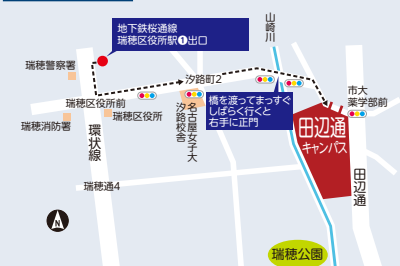 地下鉄桜通線
瑞穂区役所駅❶出口
山崎川
瑞穂警察署
汐路町2
市大
薬学部前
瑞穂区役所前
瑞穂区役所
瑞穂消防署
環状線
名古屋女子大
汐路校舎
橋を渡ってまっすぐ
しばらく行くと
右手に正門
田辺通
キャンパス
田辺通
瑞穂通4
N
瑞穂公園